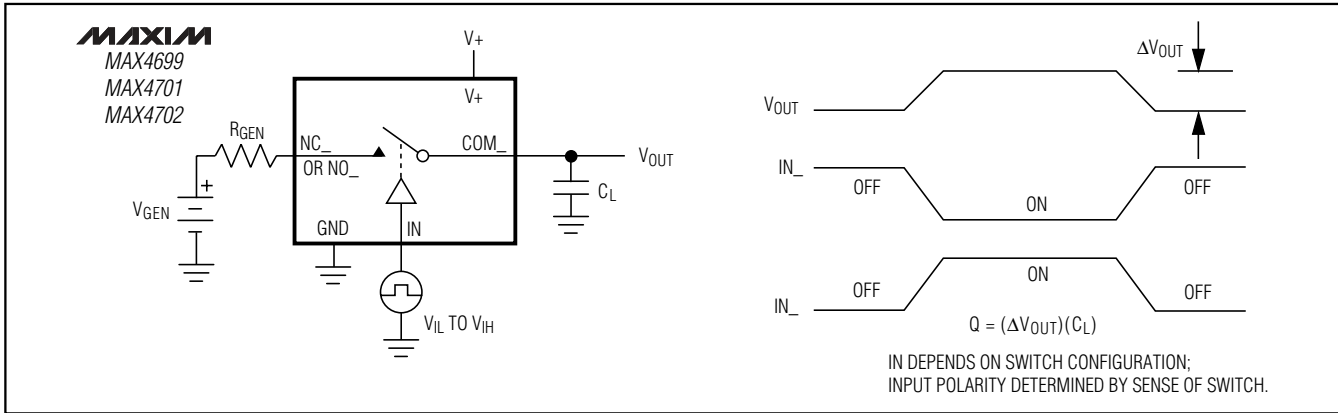 MAXIM
MAX4699
MAX4701
MAX4702
V+
V+
RGEN
NC_
OR NO_
COM_
VOUT
CL
VGEN
+
GND
IN
VIL TO VIH
ΔVOUT
VOUT
IN_
OFF
ON
OFF
IN_
OFF
ON
OFF
Q = (ΔVOUT)(CL)
IN DEPENDS ON SWITCH CONFIGURATION;
INPUT POLARITY DETERMINED BY SENSE OF SWITCH.